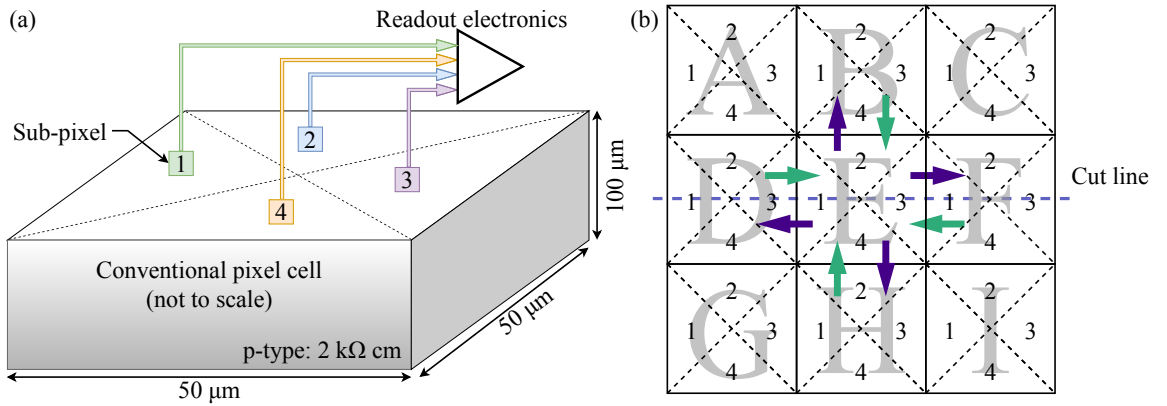 (a)
Readout electronics
Sub-pixel
1
2
3
4
100 μm
Conventional pixel cell
(not to scale)
p-type: 2 kΩ cm
50 μm
50 μm
(b)
A 1 2 3 4
B 1 2 3 4
C 1 2 3 4
D 1 2 3 4
E 1 2 3 4
F 1 2 3 4
Cut line
G 1 2 3 4
H 1 2 3 4
I 1 2 3 4